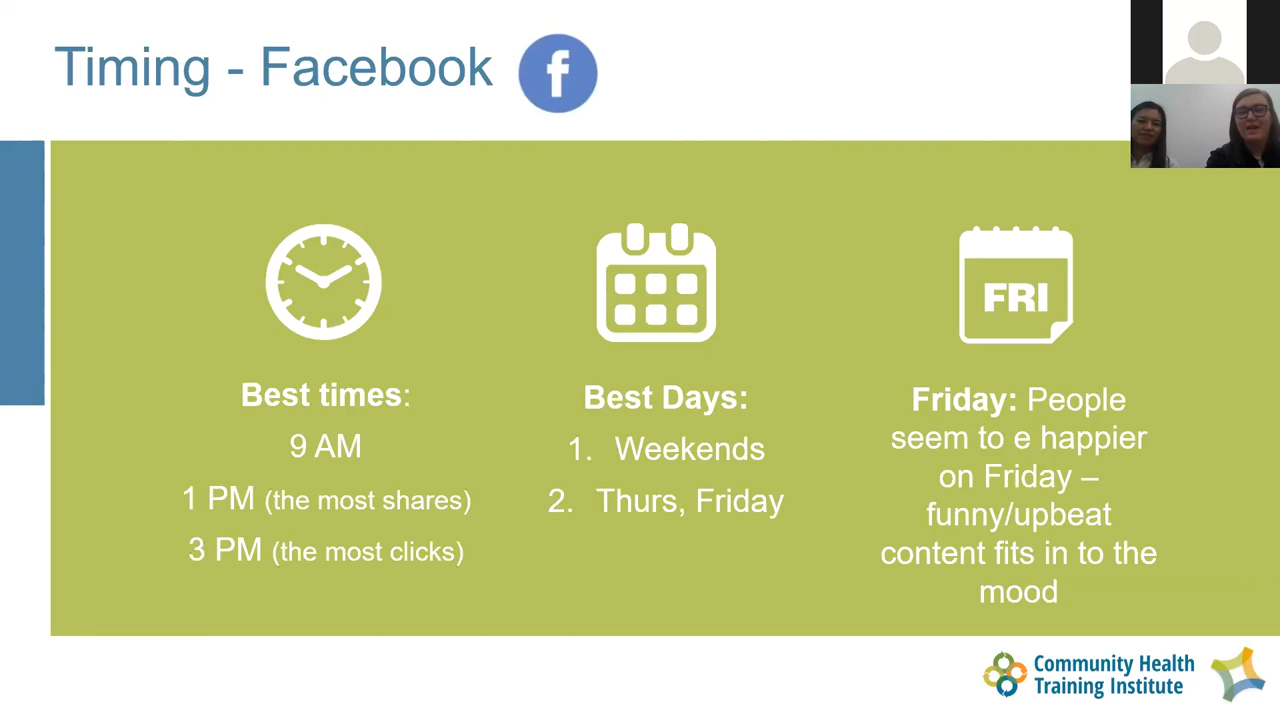 Timing - Facebook
f
FRI
Best times:
9 AM
1 PM (the most shares)
3 PM (the most clicks)
Best Days:
1. Weekends
2. Thurs, Friday
Friday: People
seem to e happier
on Friday –
funny/upbeat
content fits in to the
mood
Community Health
Training Institute